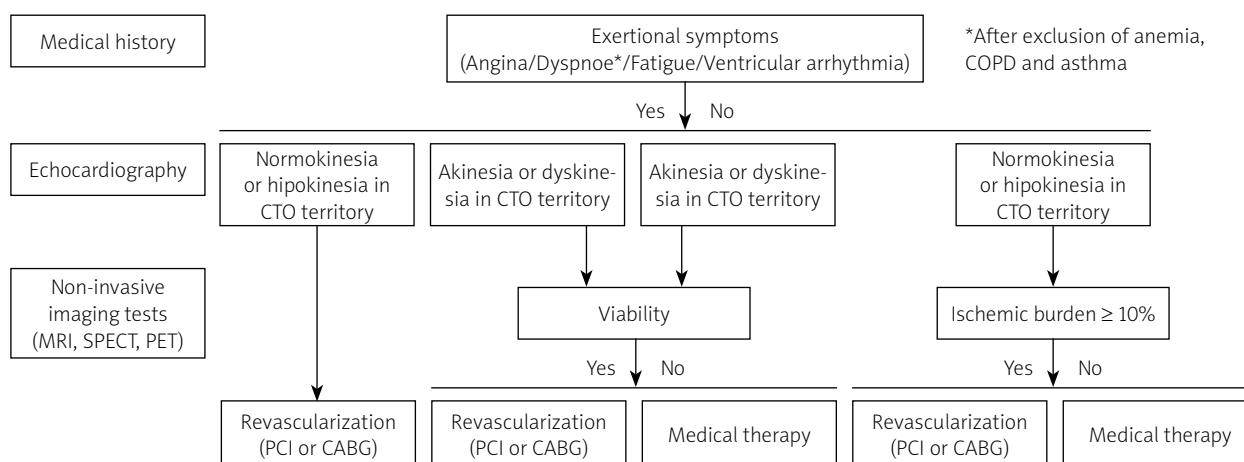 Medical history
Exertional symptoms
(Angina/Dyspnoe*/Fatigue/Ventricular arrhythmia)
*After exclusion of anemia,
COPD and asthma
Yes No
Echocardiography
Normokinesia
or hipokinesia in
CTO territory
Akinesia or dyskine-
sia in CTO territory
Akinesia or dyskine-
sia in CTO territory
Normokinesia
or hipokinesia in
CTO territory
Non-invasive
imaging tests
(MRI, SPECT, PET)
Viability
Ischemic burden ≥ 10%
Yes No
Yes No
Revascularization
(PCI or CABG)
Revascularization
(PCI or CABG)
Medical therapy
Revascularization
(PCI or CABG)
Medical therapy